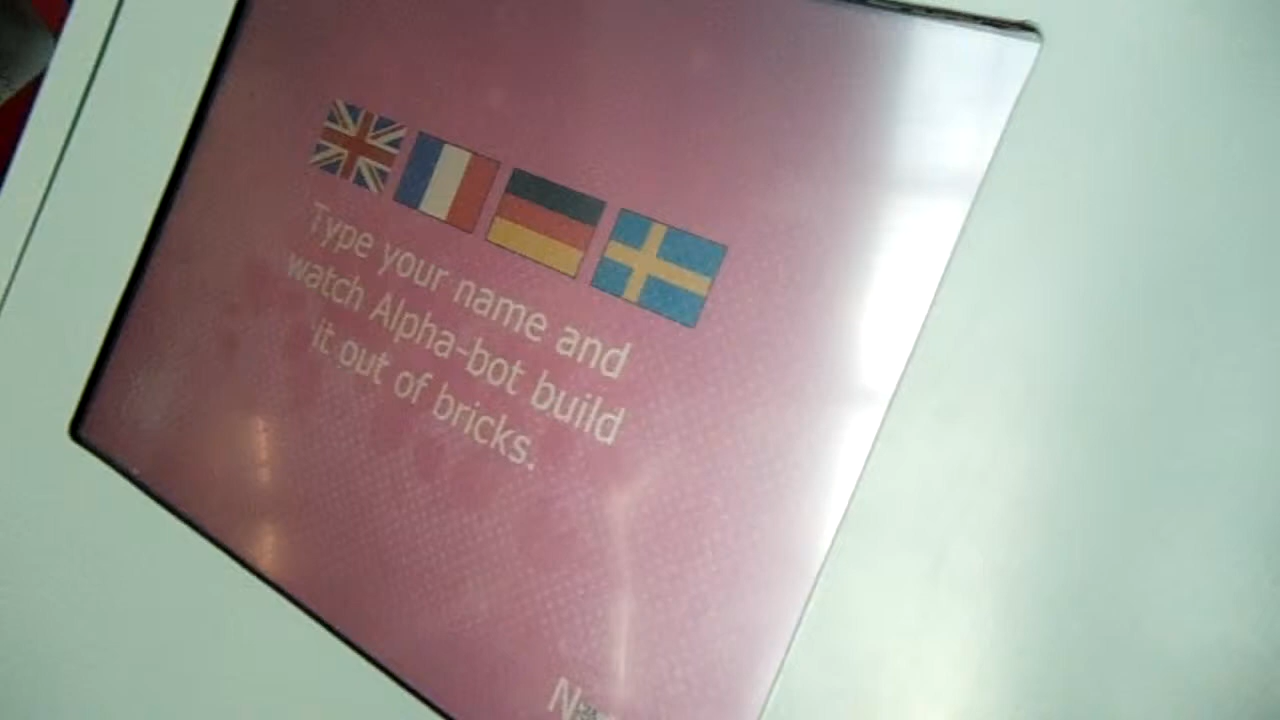 Type your name and
watch Alpha-bot build
it out of bricks.